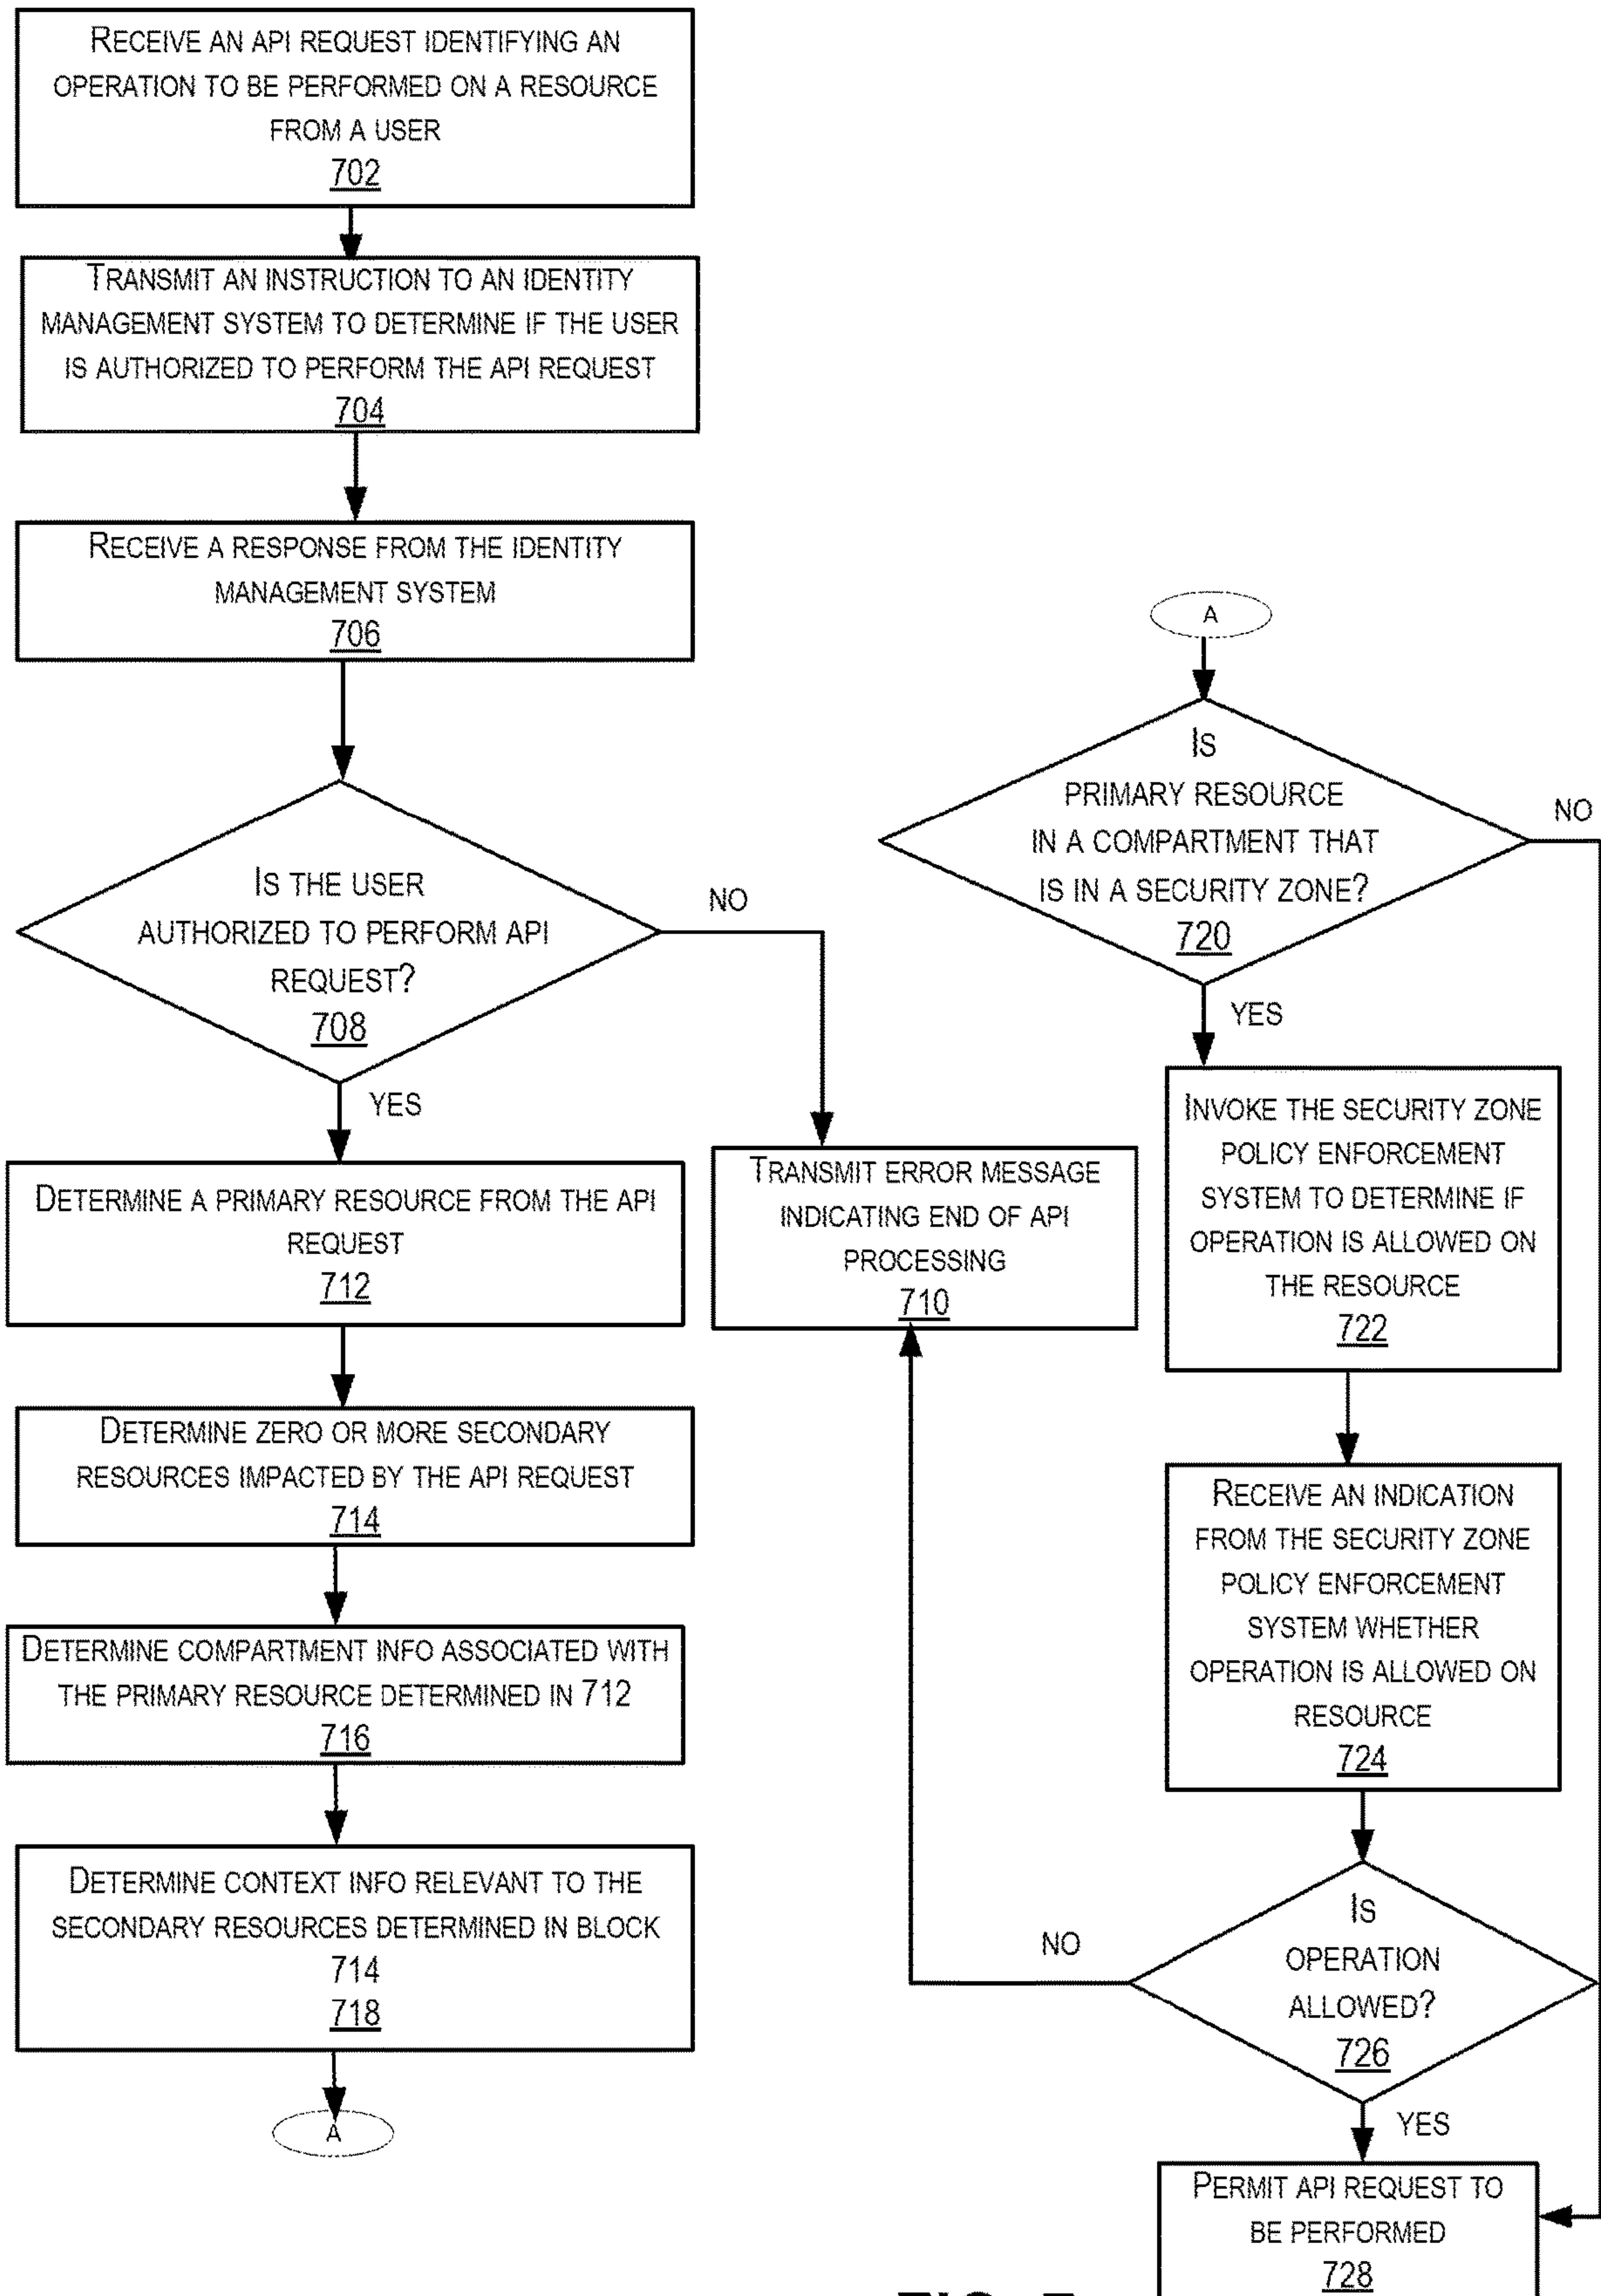 RECEIVE AN API REQUEST IDENTIFYING AN
OPERATION TO BE PERFORMED ON A RESOURCE
FROM A USER
702
TRANSMIT AN INSTRUCTION TO AN IDENTITY
MANAGEMENT SYSTEM TO DETERMINE IF THE USER
IS AUTHORIZED TO PERFORM THE API REQUEST
704
RECEIVE A RESPONSE FROM THE IDENTITY
MANAGEMENT SYSTEM
706
IS THE USER
AUTHORIZED TO PERFORM API
REQUEST?
708
NO
YES
TRANSMIT ERROR MESSAGE
INDICATING END OF API
PROCESSING
710
DETERMINE A PRIMARY RESOURCE FROM THE API
REQUEST
712
DETERMINE ZERO OR MORE SECONDARY
RESOURCES IMPACTED BY THE API REQUEST
714
DETERMINE COMPARTMENT INFO ASSOCIATED WITH
THE PRIMARY RESOURCE DETERMINED IN 712
716
DETERMINE CONTEXT INFO RELEVANT TO THE
SECONDARY RESOURCES DETERMINED IN BLOCK
714
718
A
A
IS
PRIMARY RESOURCE
IN A COMPARTMENT THAT
IS IN A SECURITY ZONE?
720
NO
YES
INVOKE THE SECURITY ZONE
POLICY ENFORCEMENT
SYSTEM TO DETERMINE IF
OPERATION IS ALLOWED ON
THE RESOURCE
722
RECEIVE AN INDICATION
FROM THE SECURITY ZONE
POLICY ENFORCEMENT
SYSTEM WHETHER
OPERATION IS ALLOWED ON
RESOURCE
724
IS
OPERATION
ALLOWED?
726
NO
YES
PERMIT API REQUEST TO
BE PERFORMED
728